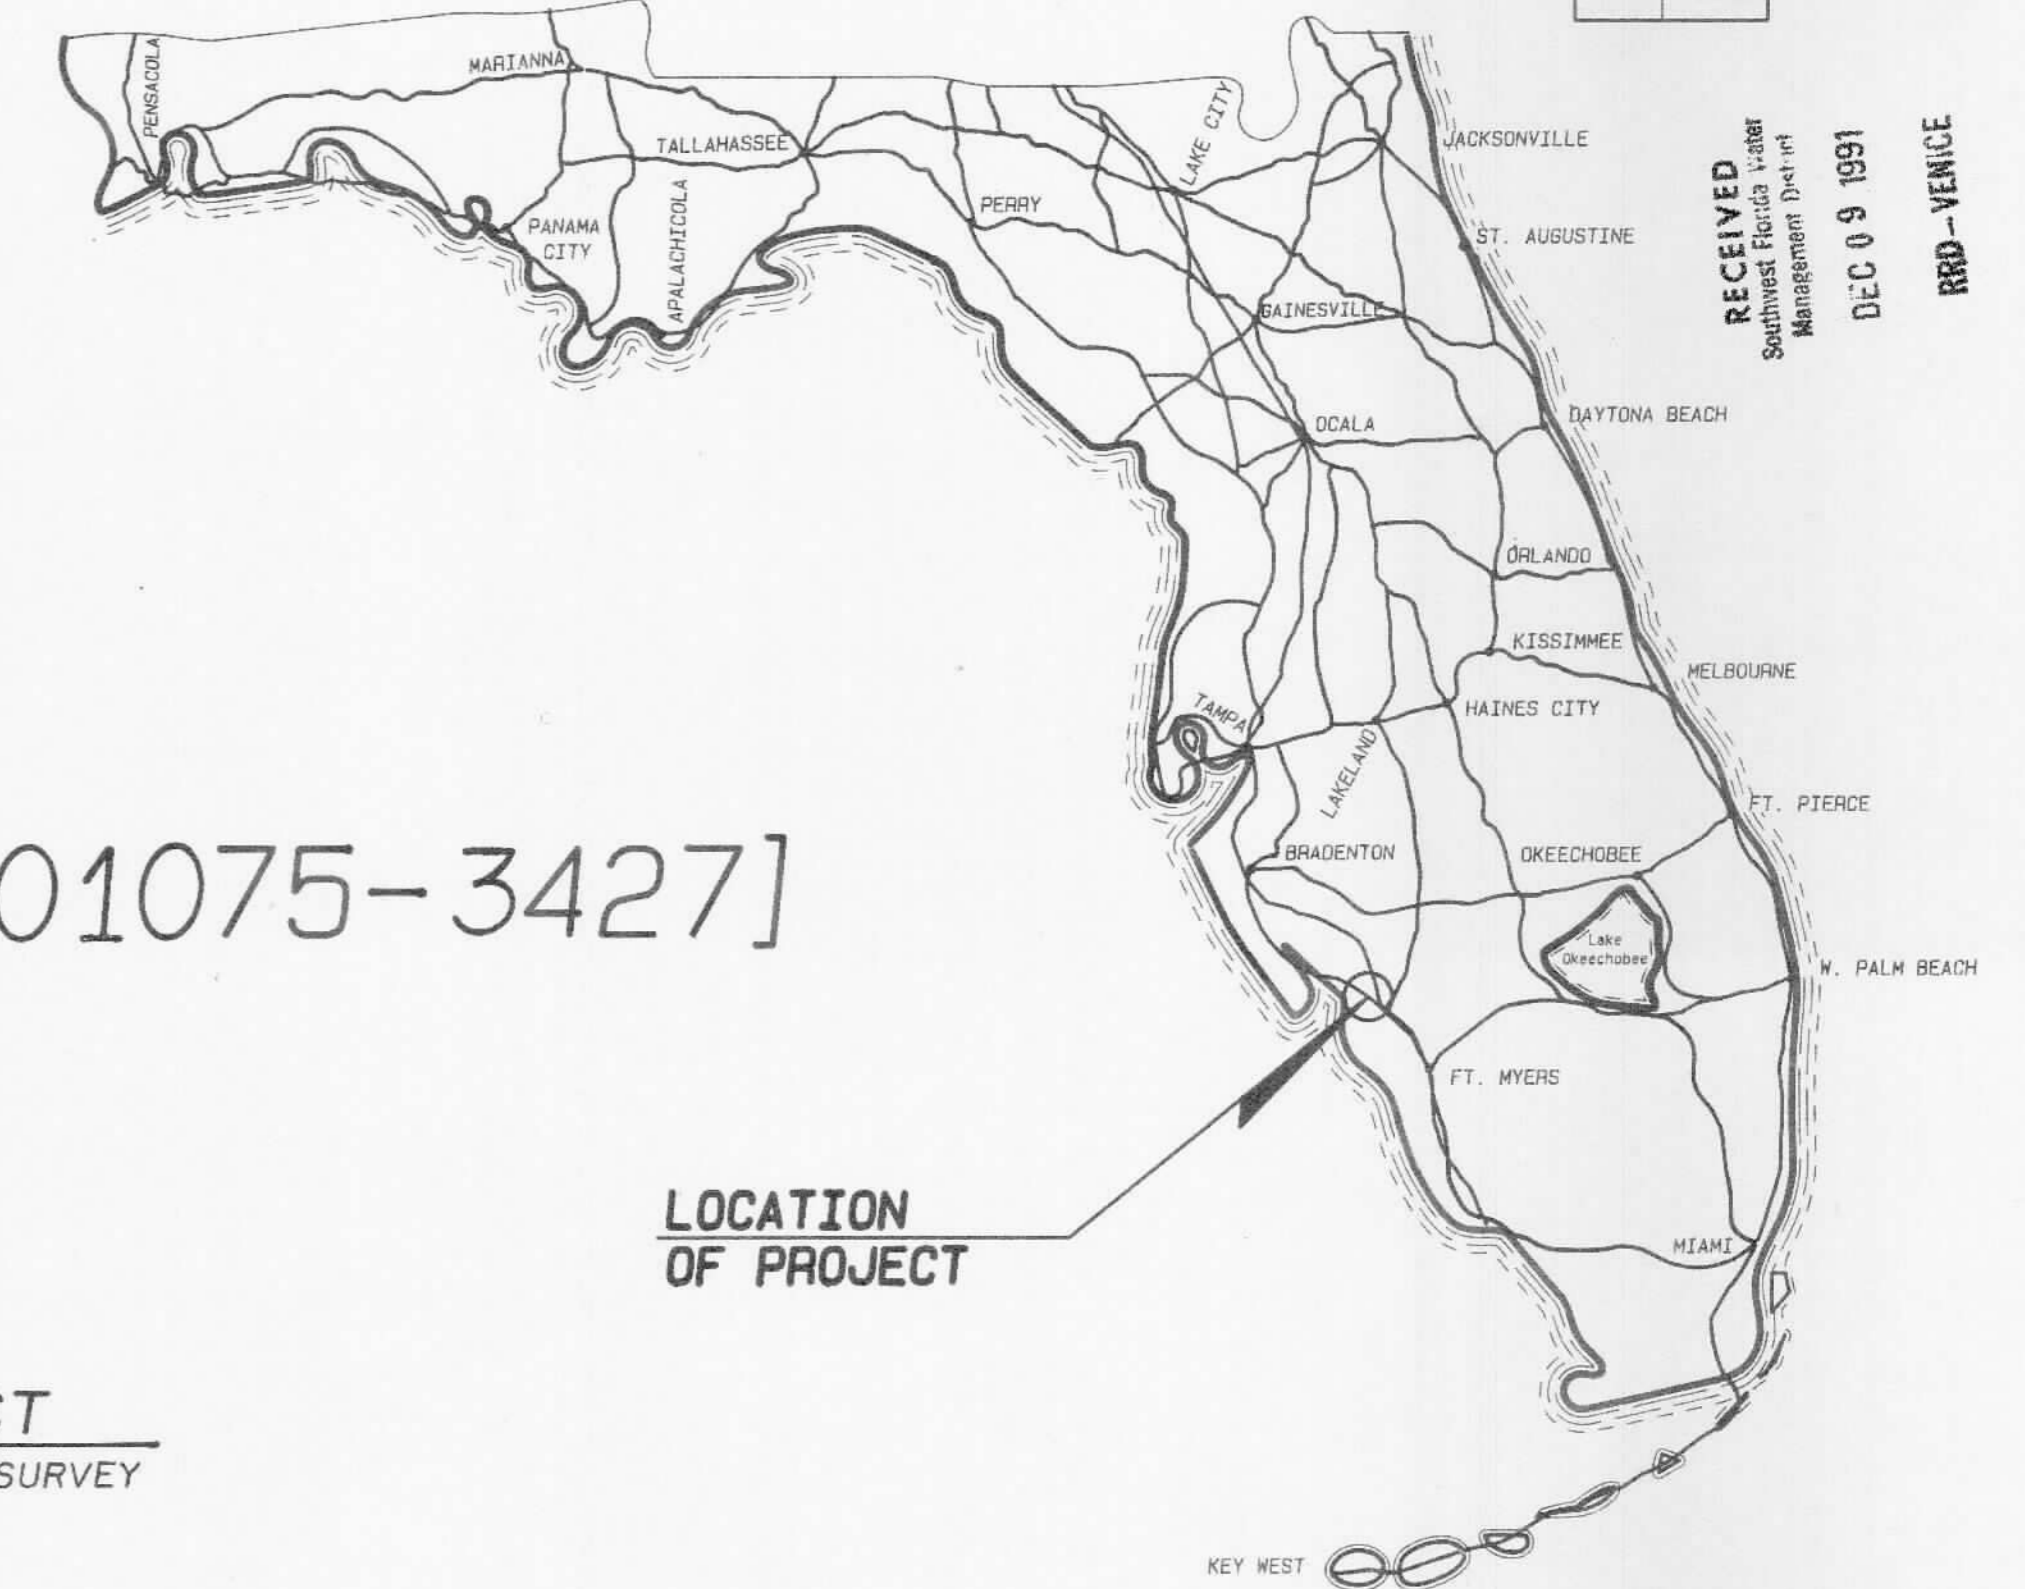 PENSACOLA
MARIANNA
TALLAHASSEE
PANAMA
CITY
APALACHICOLA
PERRY
LAKE CITY
JACKSONVILLE
ST. AUGUSTINE
GAINESVILLE
DAYTONA BEACH
OCALA
ORLANDO
KISSIMMEE
MELBOURNE
HAINES CITY
TAMPA
LAKELAND
FT. PIERCE
BRADENTON
OKEECHOBEE
Lake
Okeechobee
W. PALM BEACH
FT. MYERS
MIAMI
KEY WEST
RECEIVED
Southwest Florida Water
Management District
DEC 09 1991
RRD-VENICE
01075-3427]
LOCATION
OF PROJECT
ST
SURVEY